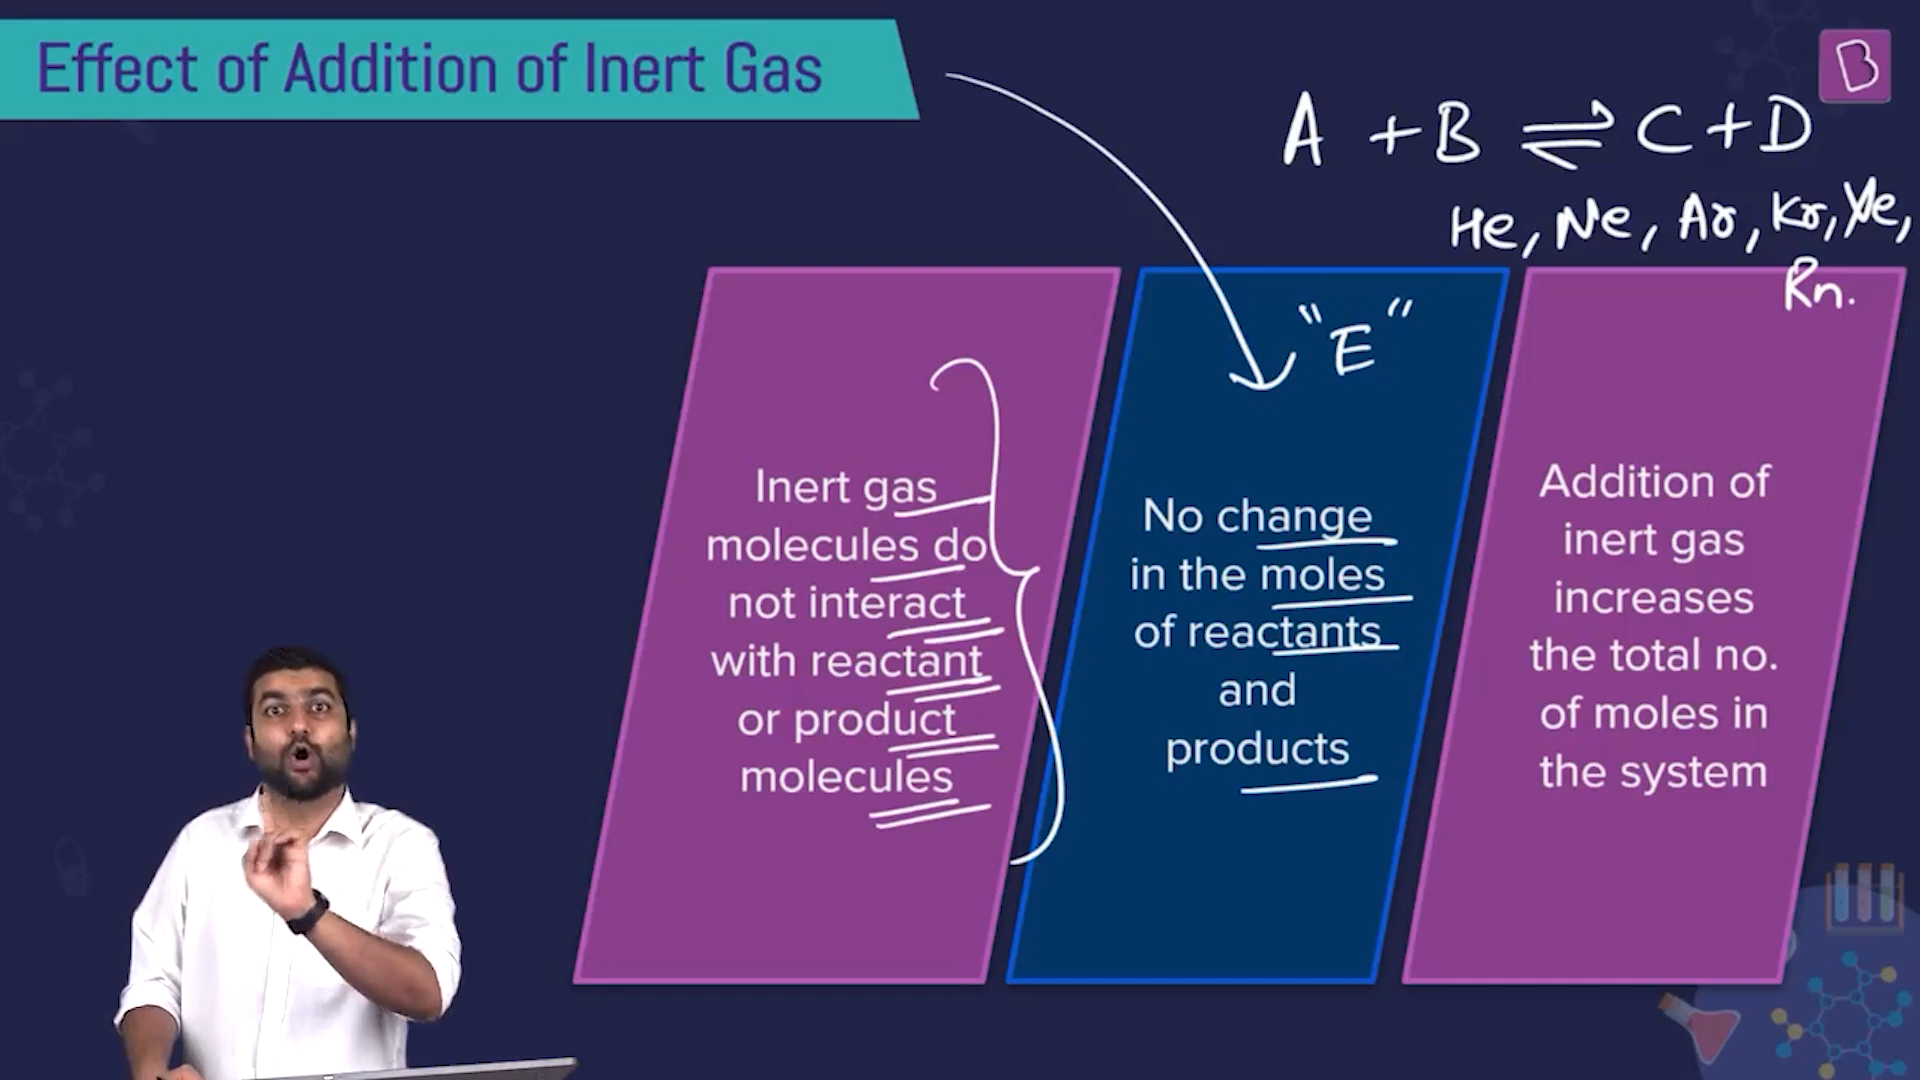 Effect of Addition of Inert Gas
B
A + B ⇌ C + D
He, Ne, Ar, Kr, Xe,
Rn.
Inert gas
molecules do
not interact
with reactant
or product
molecules
"E"
No change
in the moles
of reactants
and
products
Addition of
inert gas
increases
the total no.
of moles in
the system